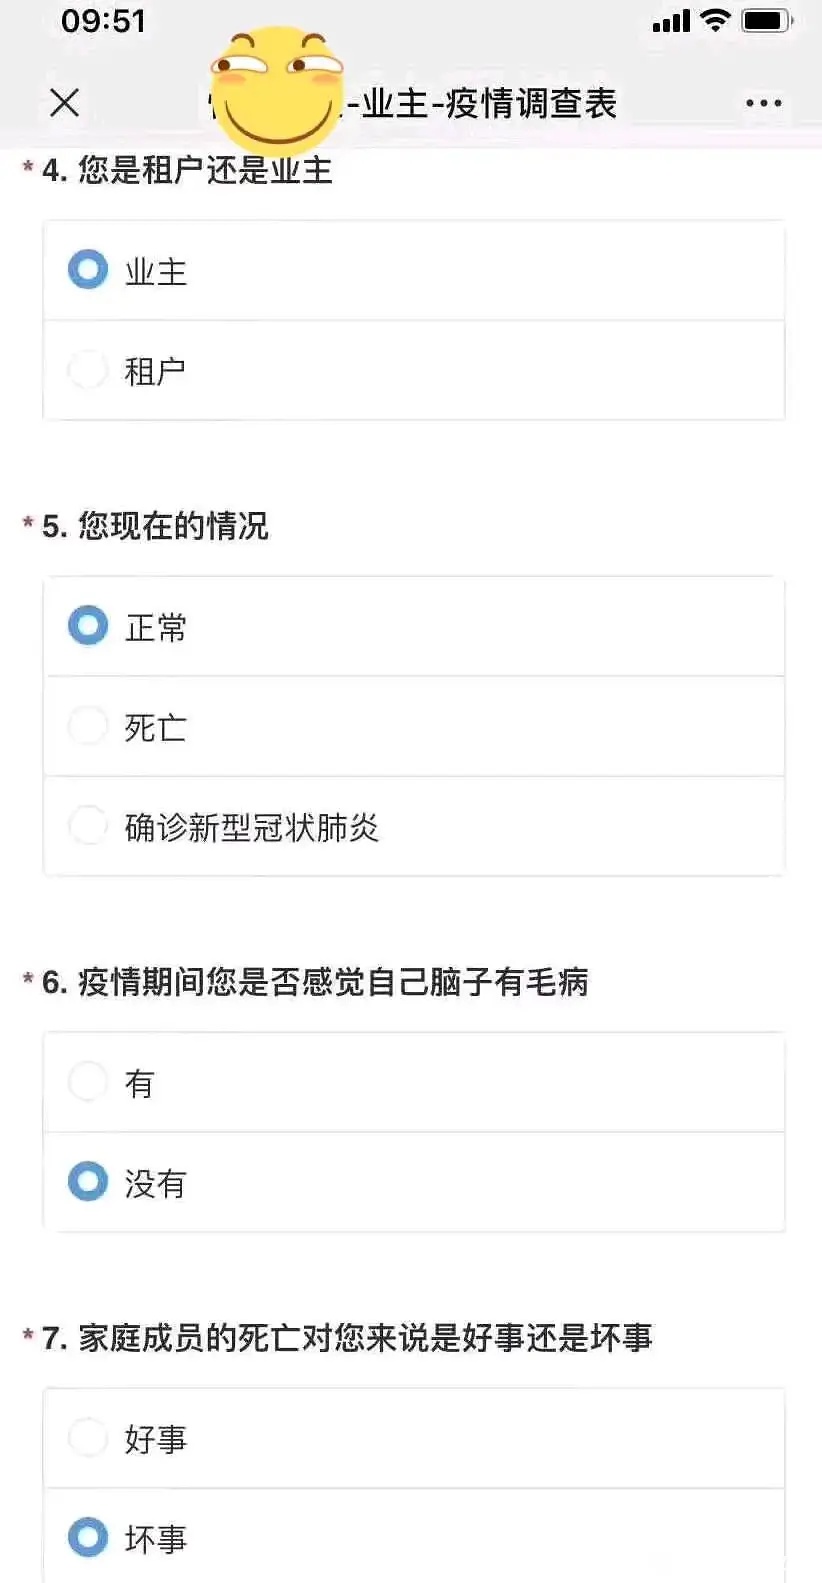 09:51
-业主-疫情调查表
* 4. 您是租户还是业主
业主
租户
* 5. 您现在的情况
正常
死亡
确诊新型冠状肺炎
* 6. 疫情期间您是否感觉自己脑子有毛病
有
没有
* 7. 家庭成员的死亡对您来说是好事还是坏事
好事
坏事